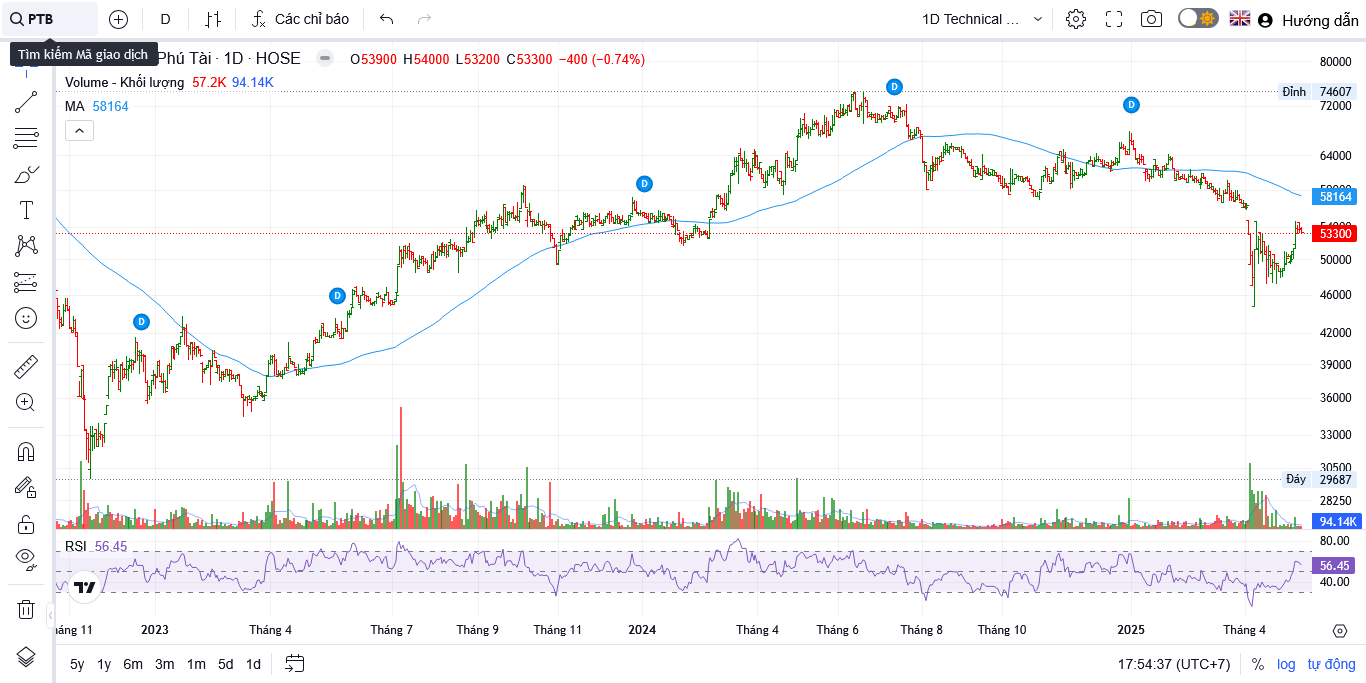 PTB
D
Các chỉ báo
1D Technical ...
Hướng dẫn
Tìm kiếm Mã giao dịch
Phú Tài · 1D · HOSE
O53900 H54000 L53200 C53300 −400 (−0.74%)
Volume - Khối lượng 57.2K 94.14K
MA 58164
80000
Đỉnh 74607
72000
64000
58164
53300
50000
46000
42000
39000
36000
33000
30500
Đáy 29687
28250
94.14K
D
D
D
D
D
RSI 56.45
80.00
56.45
40.00
áng 11 2023 Tháng 4 Tháng 7 Tháng 9 Tháng 11 2024 Tháng 4 Tháng 6 Tháng 8 Tháng 10 2025 Tháng 4
5y 1y 6m 3m 1m 5d 1d
17:54:37 (UTC+7) % log tự động